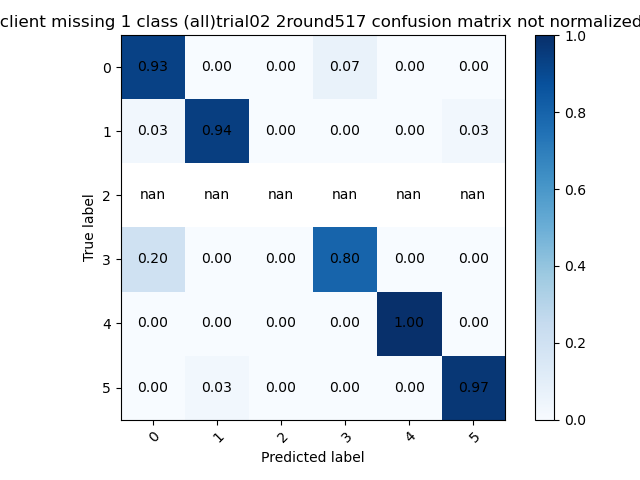 client missing 1 class (all)trial02 2round517 confusion matrix not normalized
1.0
0 0.93 0.00 0.00 0.07 0.00 0.00
0.8
1 0.03 0.94 0.00 0.00 0.00 0.03
0.6
2 nan nan nan nan nan nan
True label
0.4
3 0.20 0.00 0.00 0.80 0.00 0.00
0.2
4 0.00 0.00 0.00 0.00 1.00 0.00
5 0.00 0.03 0.00 0.00 0.00 0.97
0.0
0 1 2 3 4 5
Predicted label